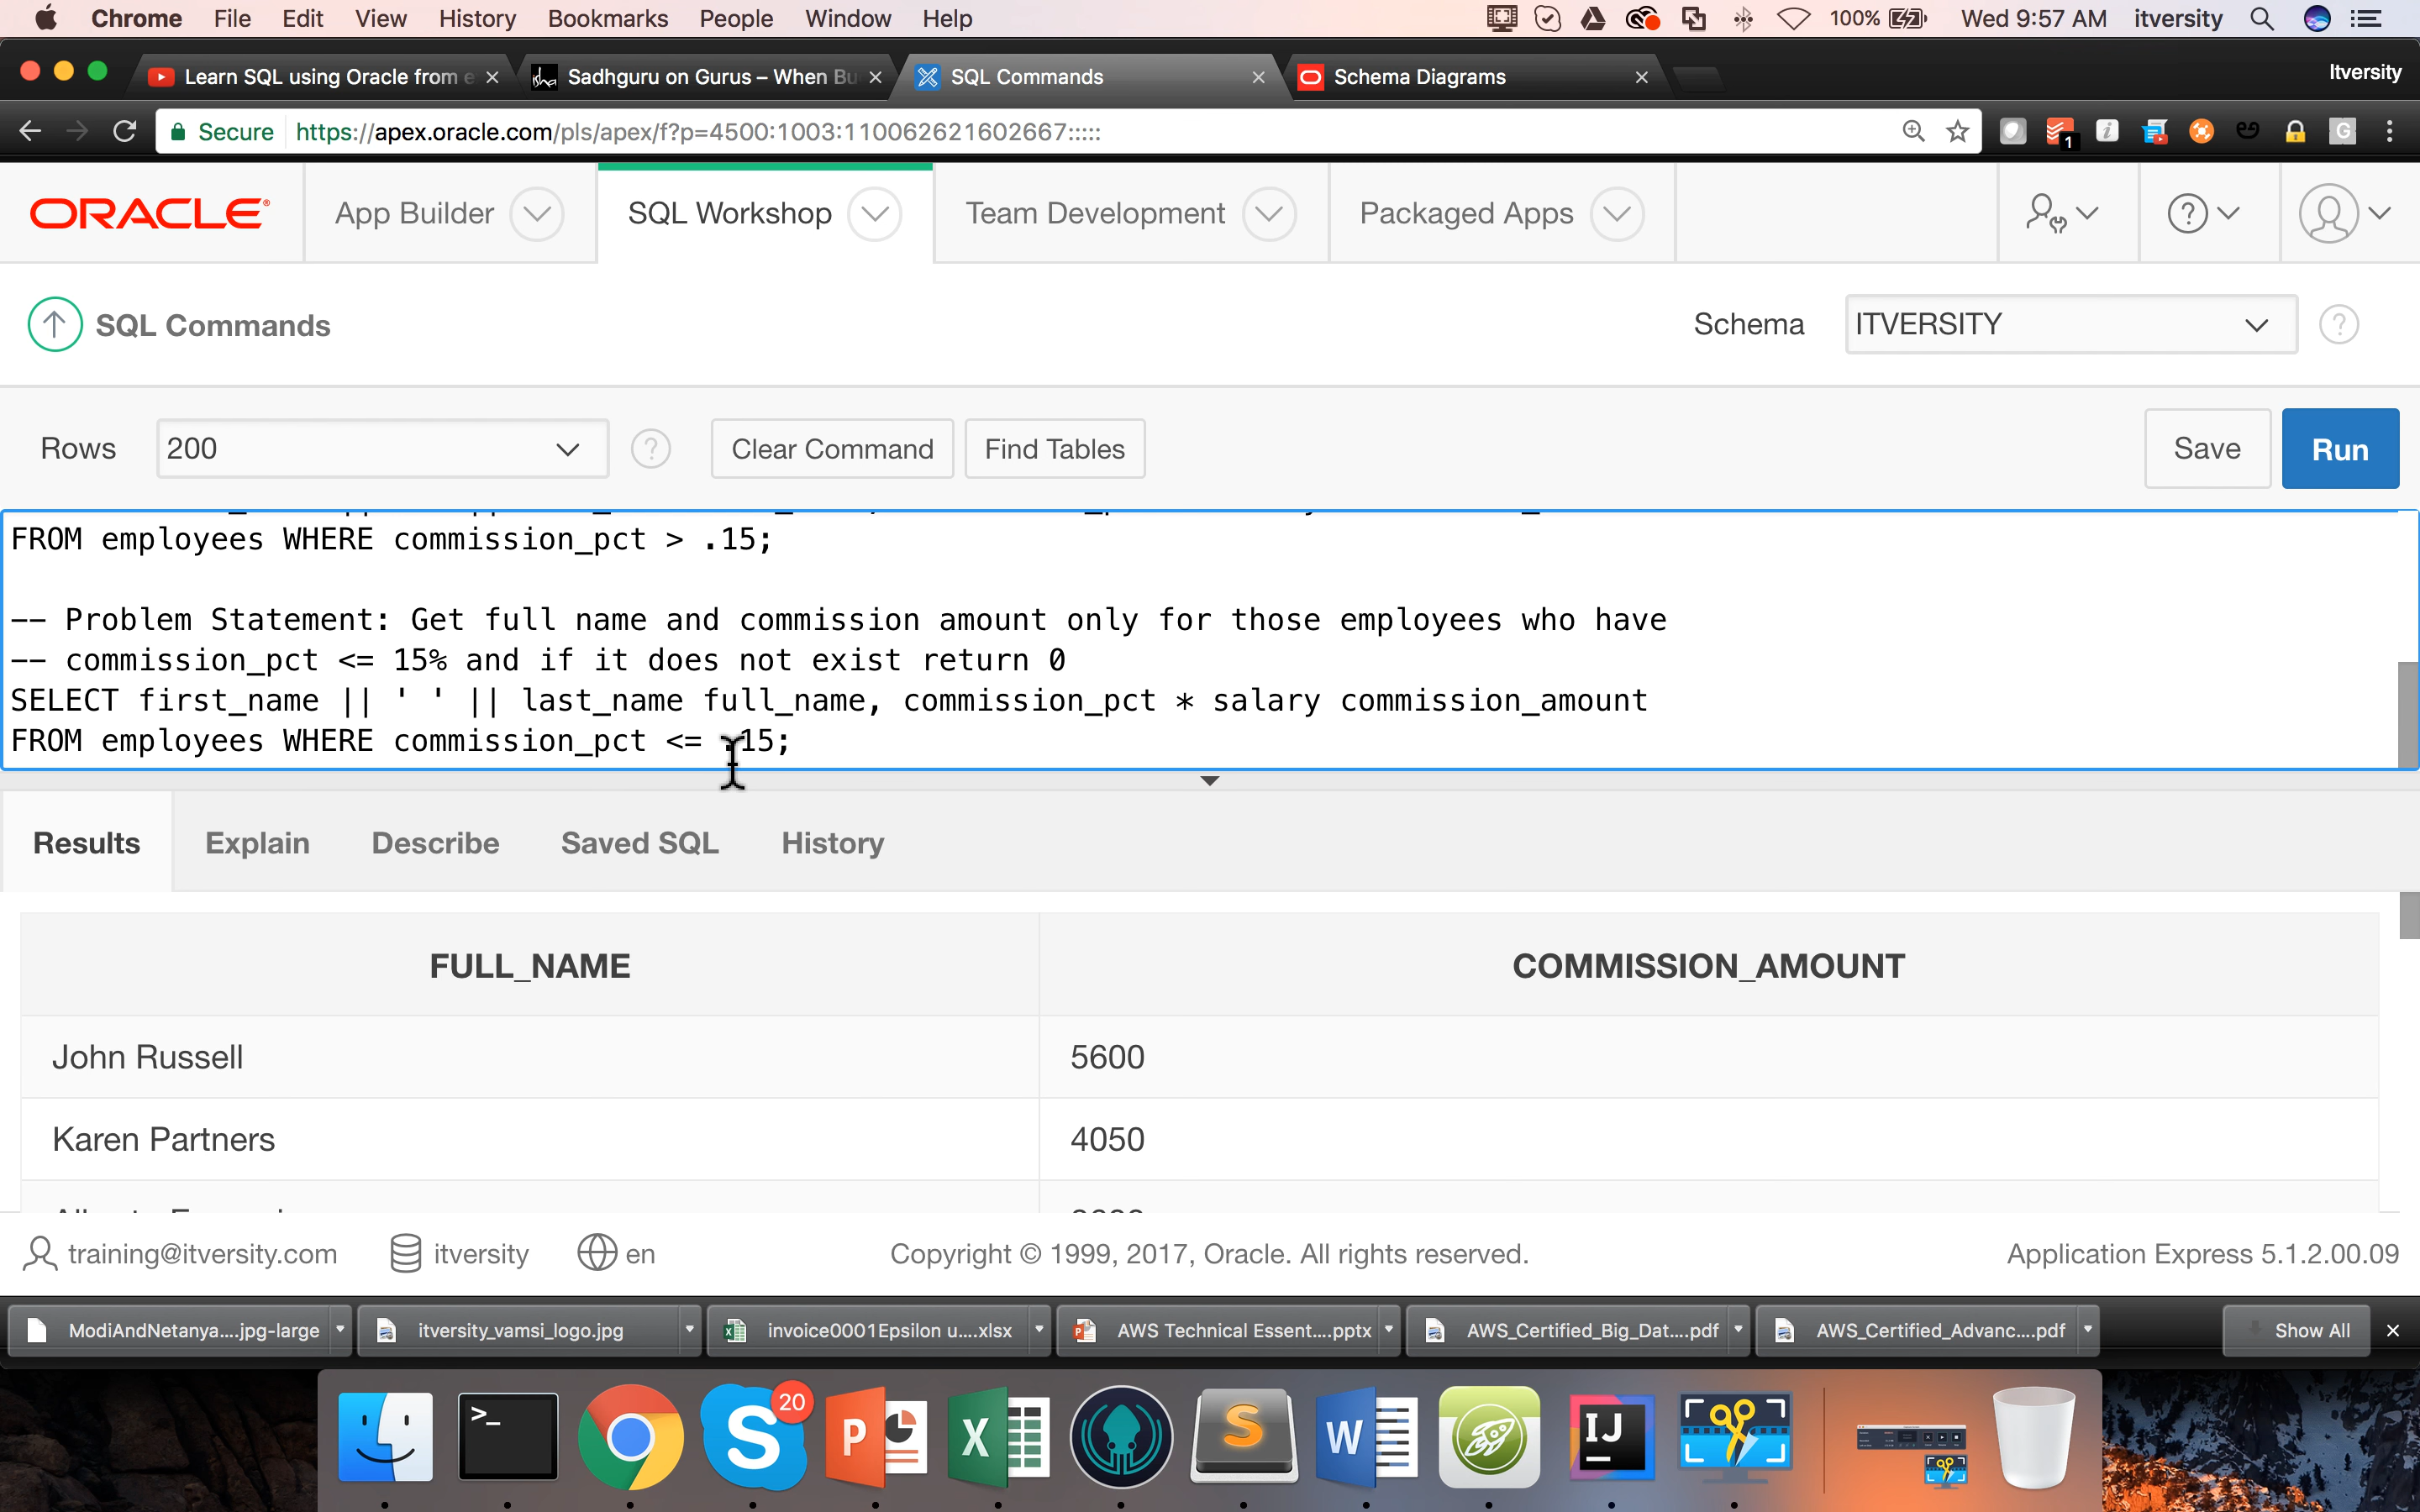 Chrome File Edit View History Bookmarks People Window Help 100% Wed 9:57 AM itversity
Learn SQL using Oracle from e Sadhguru on Gurus – When Bu SQL Commands Schema Diagrams Itversity
Secure https://apex.oracle.com/pls/apex/f?p=4500:1003:110062621602667:::::
1
G
ORACLE App Builder SQL Workshop Team Development Packaged Apps
SQL Commands Schema ITVERSITY
Rows 200 Clear Command Find Tables Save Run
FROM employees WHERE commission_pct > .15;
-- Problem Statement: Get full name and commission amount only for those employees who have
-- commission_pct <= 15% and if it does not exist return 0
SELECT first_name || ' ' || last_name full_name, commission_pct * salary commission_amount
FROM employees WHERE commission_pct <= .15;
Results Explain Describe Saved SQL History
FULL_NAME COMMISSION_AMOUNT
John Russell 5600
Karen Partners 4050
training@itversity.com itversity en Copyright © 1999, 2017, Oracle. All rights reserved. Application Express 5.1.2.00.09
ModiAndNetanya....jpg-large itversity_vamsi_logo.jpg invoice0001Epsilon u....xlsx AWS Technical Essent....pptx AWS_Certified_Big_Dat....pdf AWS_Certified_Advanc....pdf Show All
>_ S 20 P X S W IJ